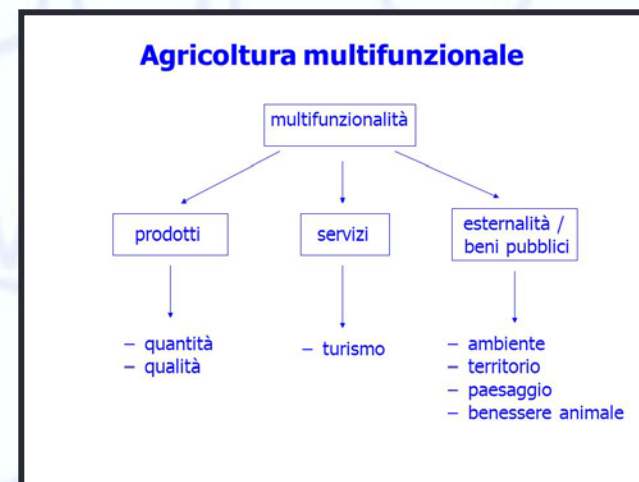 Agricoltura multifunzionale
multifunzionalità
prodotti
servizi
esternalità /
beni pubblici
– quantità
– qualità
– turismo
– ambiente
– territorio
– paesaggio
– benessere animale